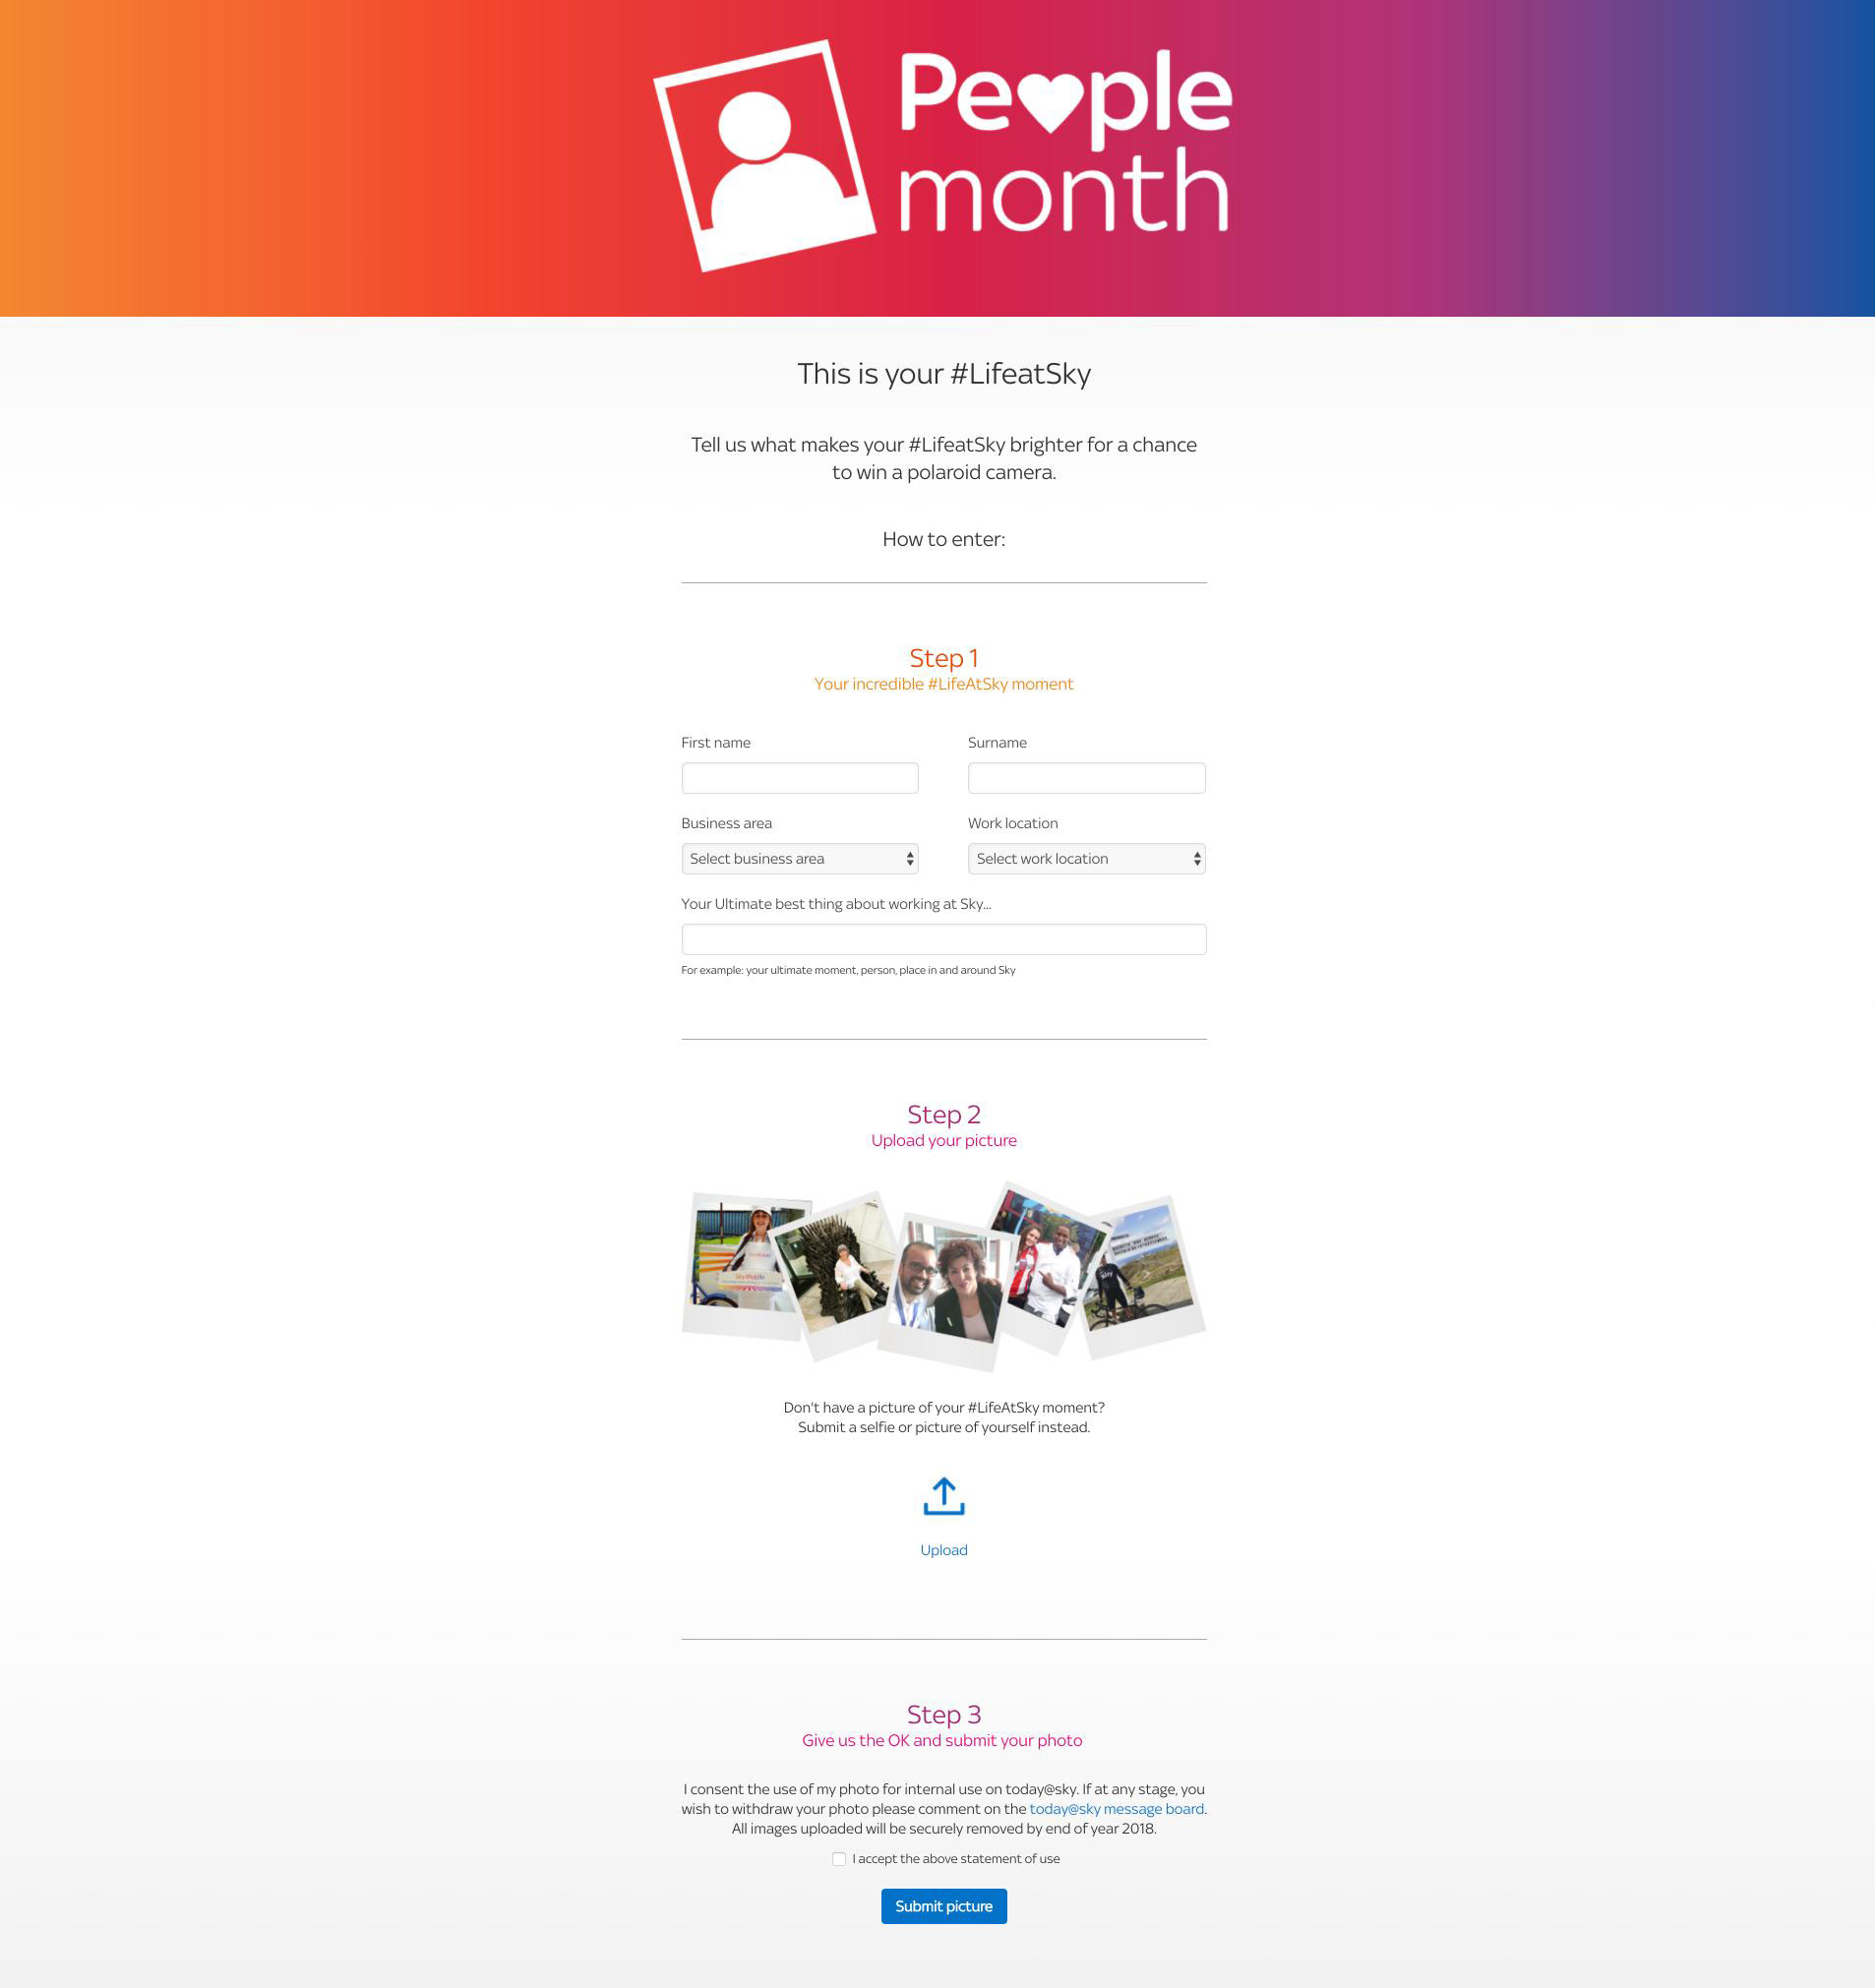 People
month
This is your #LifeatSky
Tell us what makes your #LifeatSky brighter for a chance
to win a polaroid camera.
How to enter:
Step 1
Your incredible #LifeAtSky moment
First name
Surname
Business area
Work location
Select business area
Select work location
Your Ultimate best thing about working at Sky...
For example: your ultimate moment, person, place in and around Sky
Step 2
Upload your picture
Don't have a picture of your #LifeAtSky moment?
Submit a selfie or picture of yourself instead.
Upload
Step 3
Give us the OK and submit your photo
I consent the use of my photo for internal use on today@sky. If at any stage, you
wish to withdraw your photo please comment on the today@sky message board.
All images uploaded will be securely removed by end of year 2018.
I accept the above statement of use
Submit picture